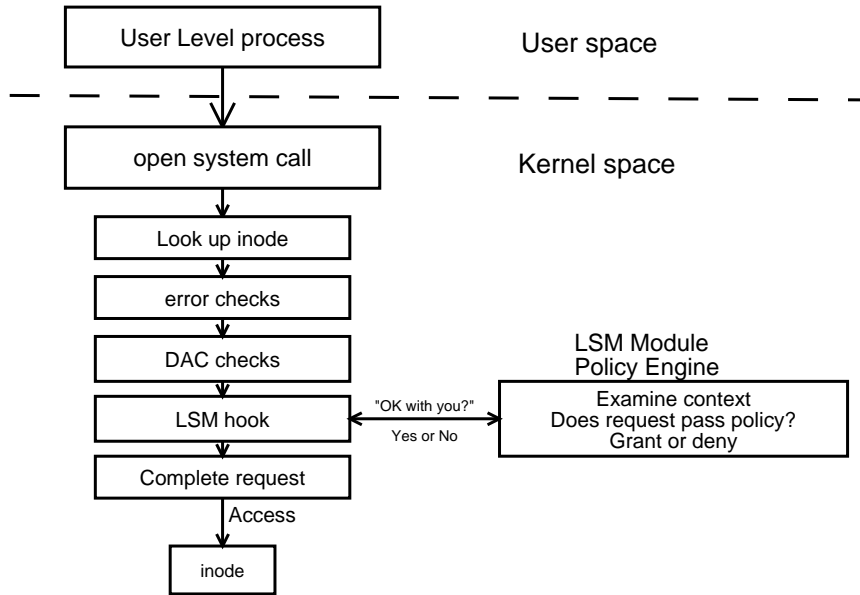 User Level process
User space
open system call
Kernel space
Look up inode
error checks
DAC checks
LSM Module
Policy Engine
LSM hook
"OK with you?"
Yes or No
Examine context
Does request pass policy?
Grant or deny
Complete request
Access
inode